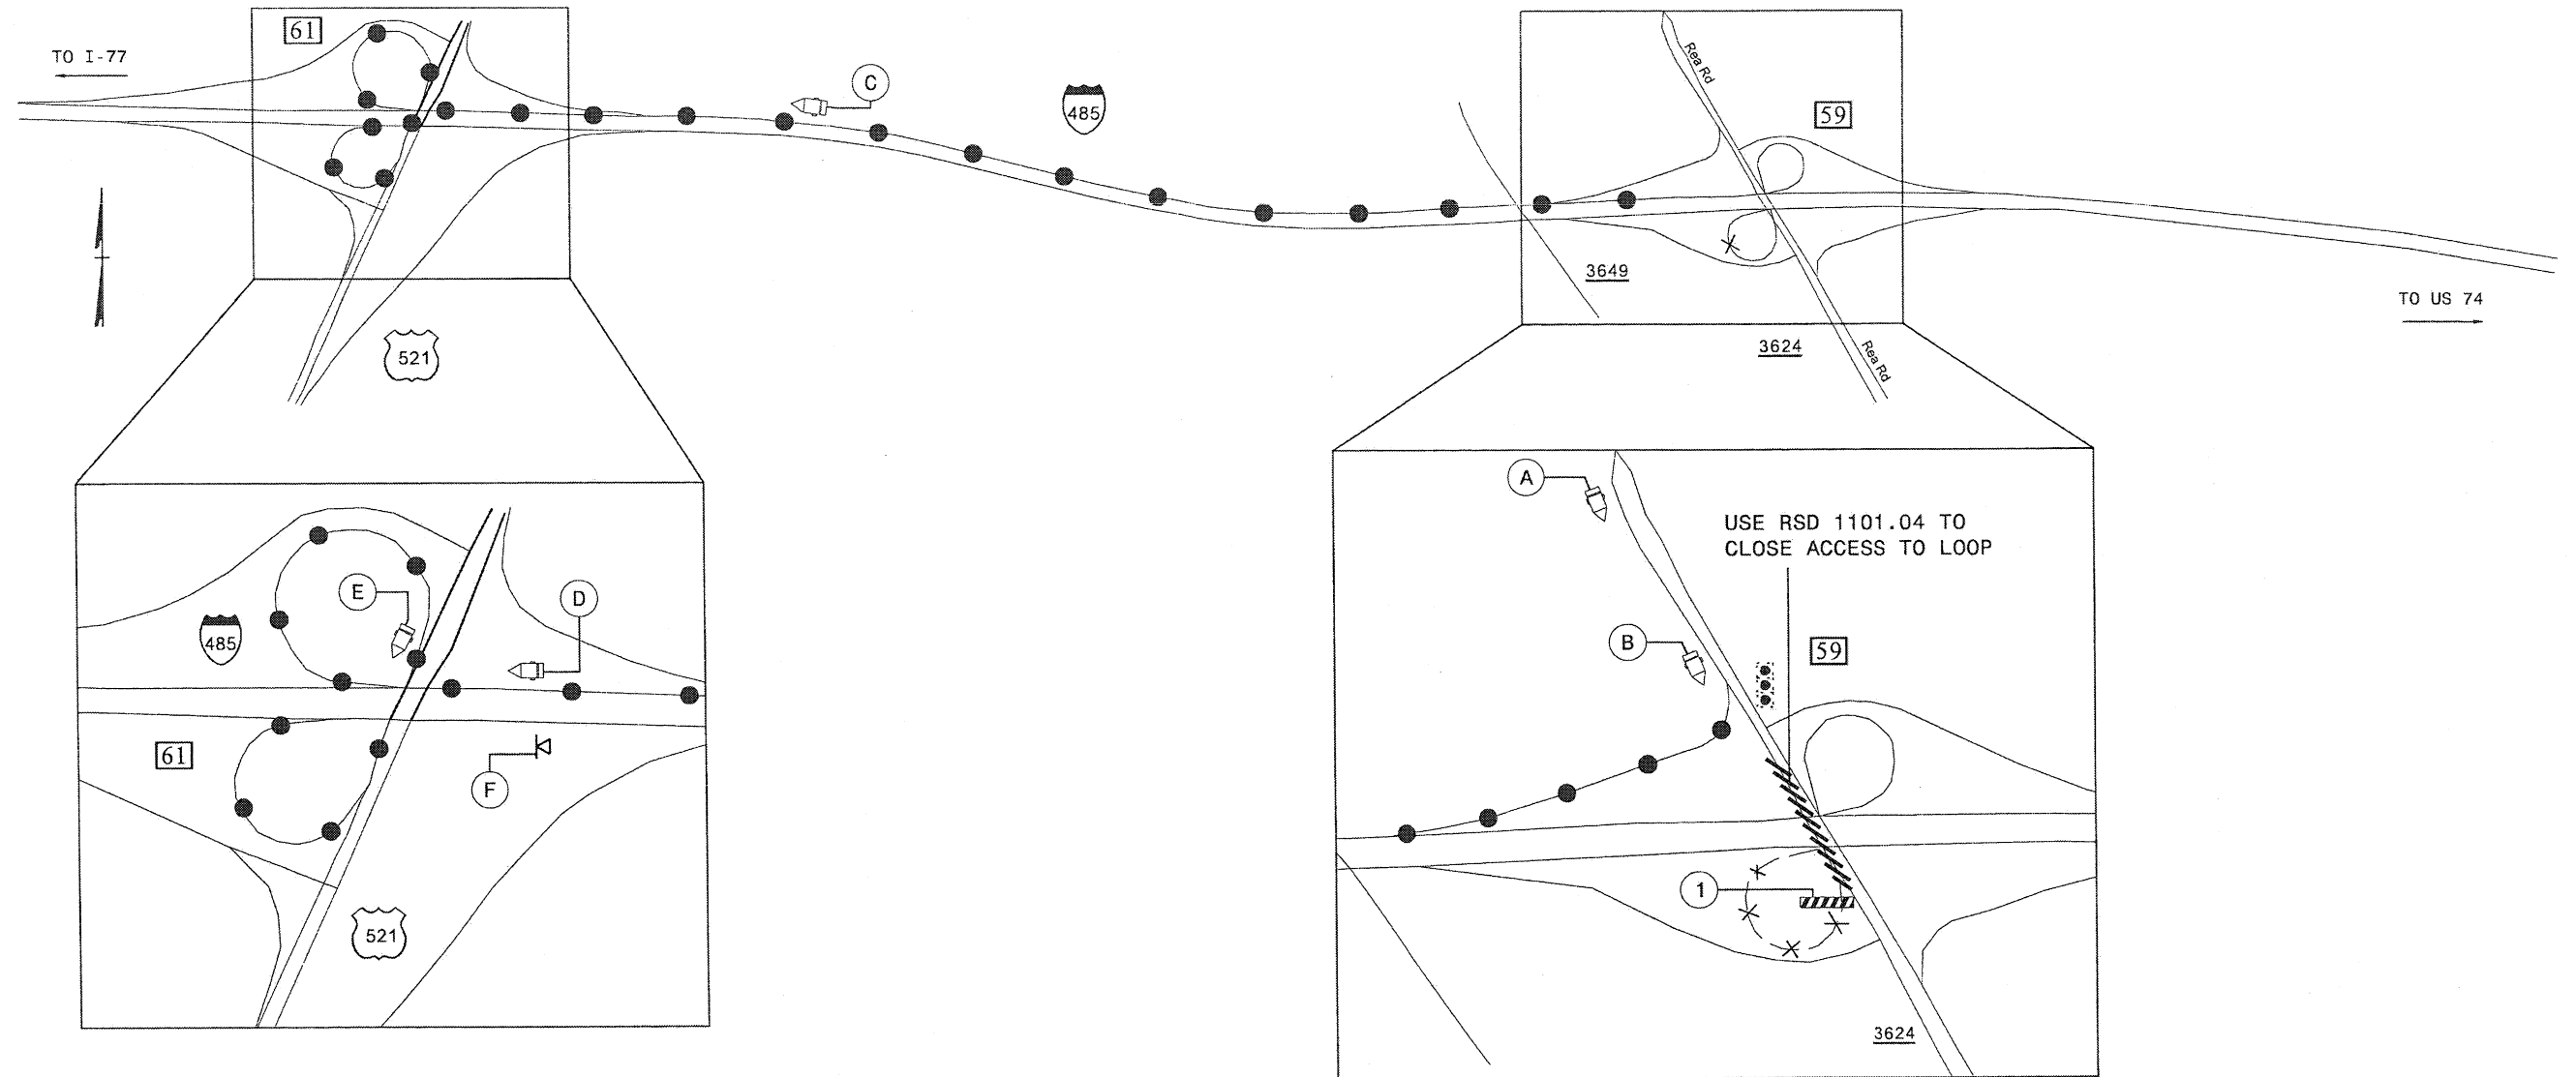 61
TO I-77
C
485
Rea Rd
59
3649
TO US 74
521
3624
Rea Rd
A
USE RSD 1101.04 TO
CLOSE ACCESS TO LOOP
E
D
485
B
59
61
F
1
521
3624